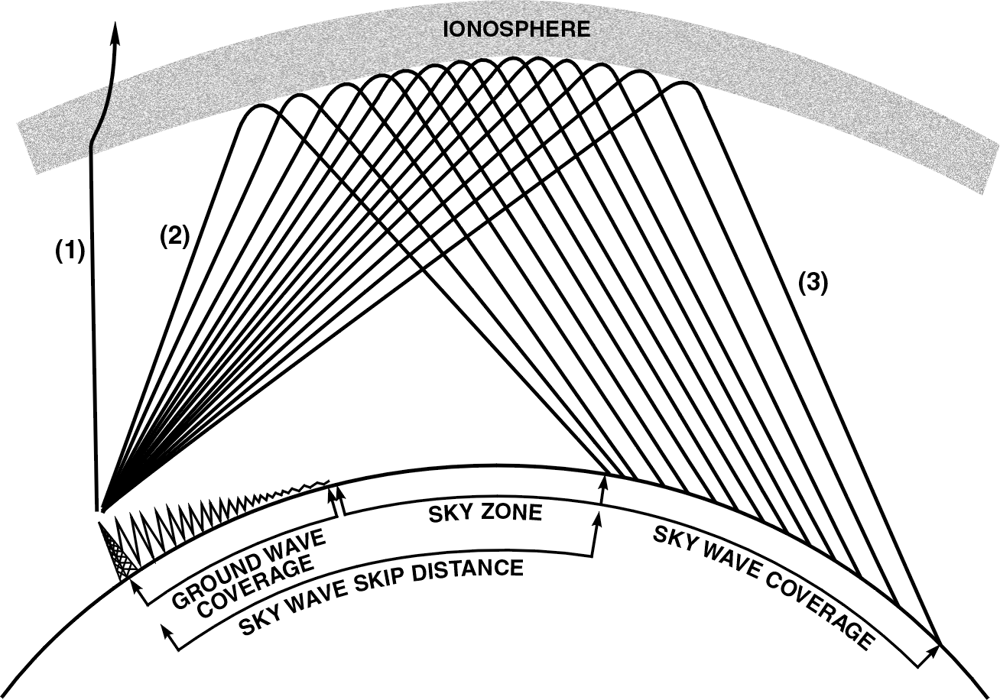 IONOSPHERE
(1)
(2)
(3)
SKY ZONE
GROUND WAVE
COVERAGE
SKY WAVE SKIP DISTANCE
SKY WAVE COVERAGE